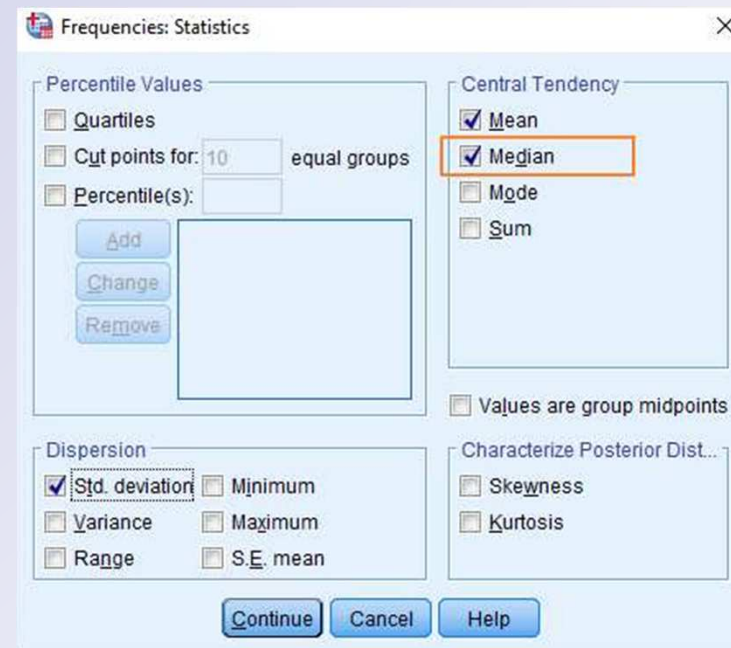 Frequencies: Statistics
Percentile Values
Quartiles
Cut points for: 10 equal groups
Percentile(s):
Add
Change
Remove
Central Tendency
Mean
Median
Mode
Sum
Values are group midpoints
Dispersion
Std. deviation Minimum
Variance Maximum
Range S.E. mean
Characterize Posterior Dist...
Skewness
Kurtosis
Continue Cancel Help